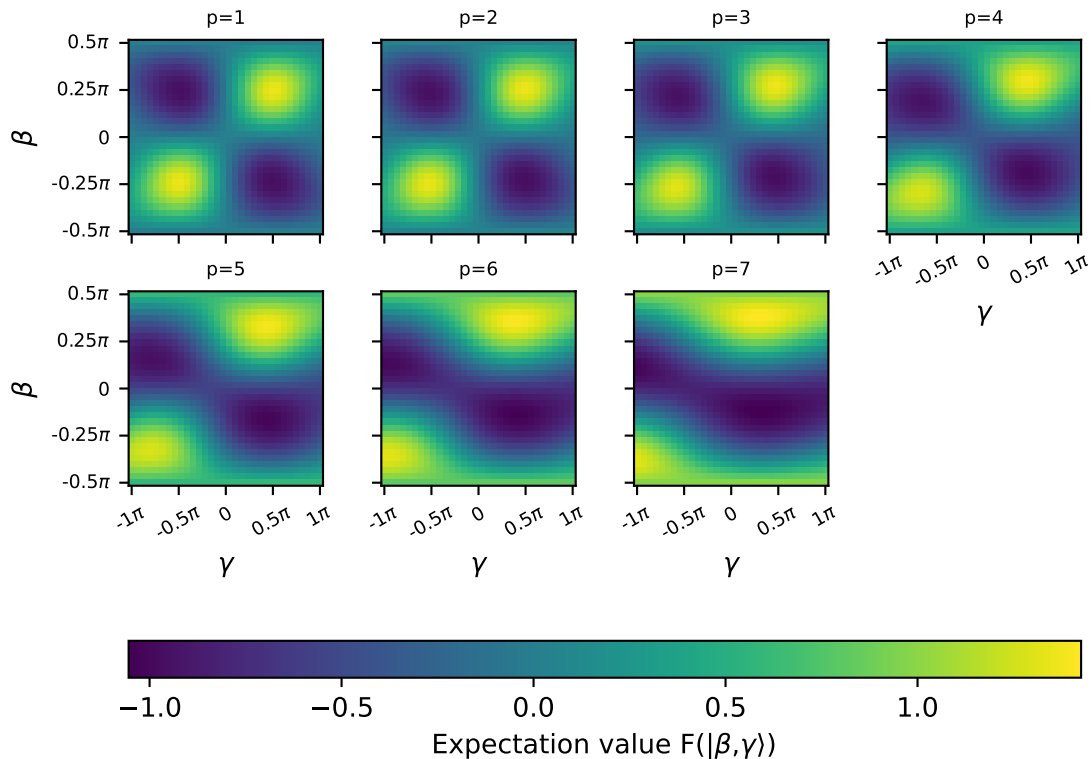 p=1 p=2 p=3 p=4
0.5π
0.25π
0
-0.25π
-0.5π
β
-1π -0.5π 0 0.5π 1π
γ
p=5 p=6 p=7
0.5π
0.25π
0
-0.25π
-0.5π
β
-1π -0.5π 0 0.5π 1π -1π -0.5π 0 0.5π 1π -1π -0.5π 0 0.5π 1π
γ γ γ
−1.0 −0.5 0.0 0.5 1.0
Expectation value F(|β,γ⟩)